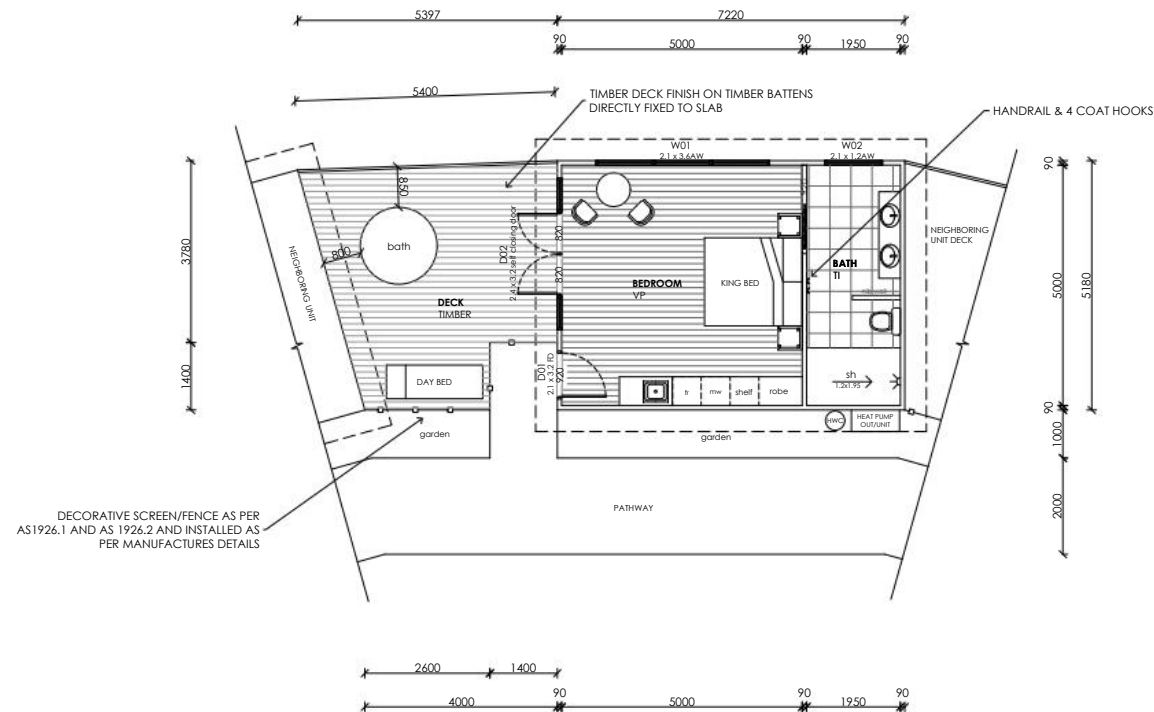 5397
7220
90
5000
90
1950
90
5400
TIMBER DECK FINISH ON TIMBER BATTENS
DIRECTLY FIXED TO SLAB
HANDRAIL & 4 COAT HOOKS
W01
2.1 x 3.6AW
W02
2.1 x 1.2AW
90
850
3780
5000
5180
bath
800
NEIGHBORING UNIT
D02
2.4 x 3.2 self closing door
820
820
DECK
TIMBER
BEDROOM
VP
KING BED
BATH
TI
NEIGHBORING
UNIT DECK
1400
DAY BED
D01
2.1 x 3.2 FD
920
fr
mw
shelf
robe
sh
1.2x1.95
HWC
HEAT PUMP
OUT/UNIT
90
1000
garden
garden
2000
PATHWAY
DECORATIVE SCREEN/FENCE AS PER
AS1926.1 AND AS 1926.2 AND INSTALLED AS
PER MANUFACTURES DETAILS
2600
1400
4000
90
5000
90
1950
90